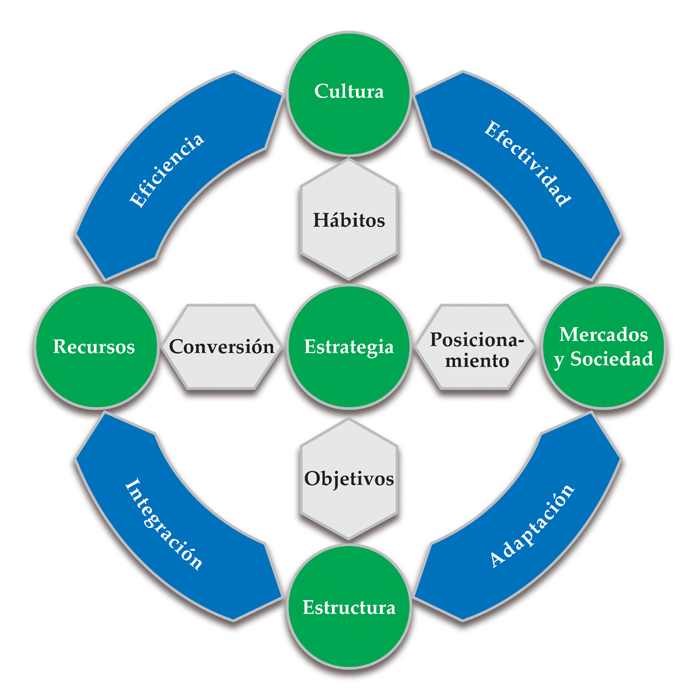 Cultura
Eficiencia
Efectividad
Hábitos
Recursos
Conversión
Estrategia
Posiciona-
miento
Mercados
y Sociedad
Objetivos
Integración
Adaptación
Estructura